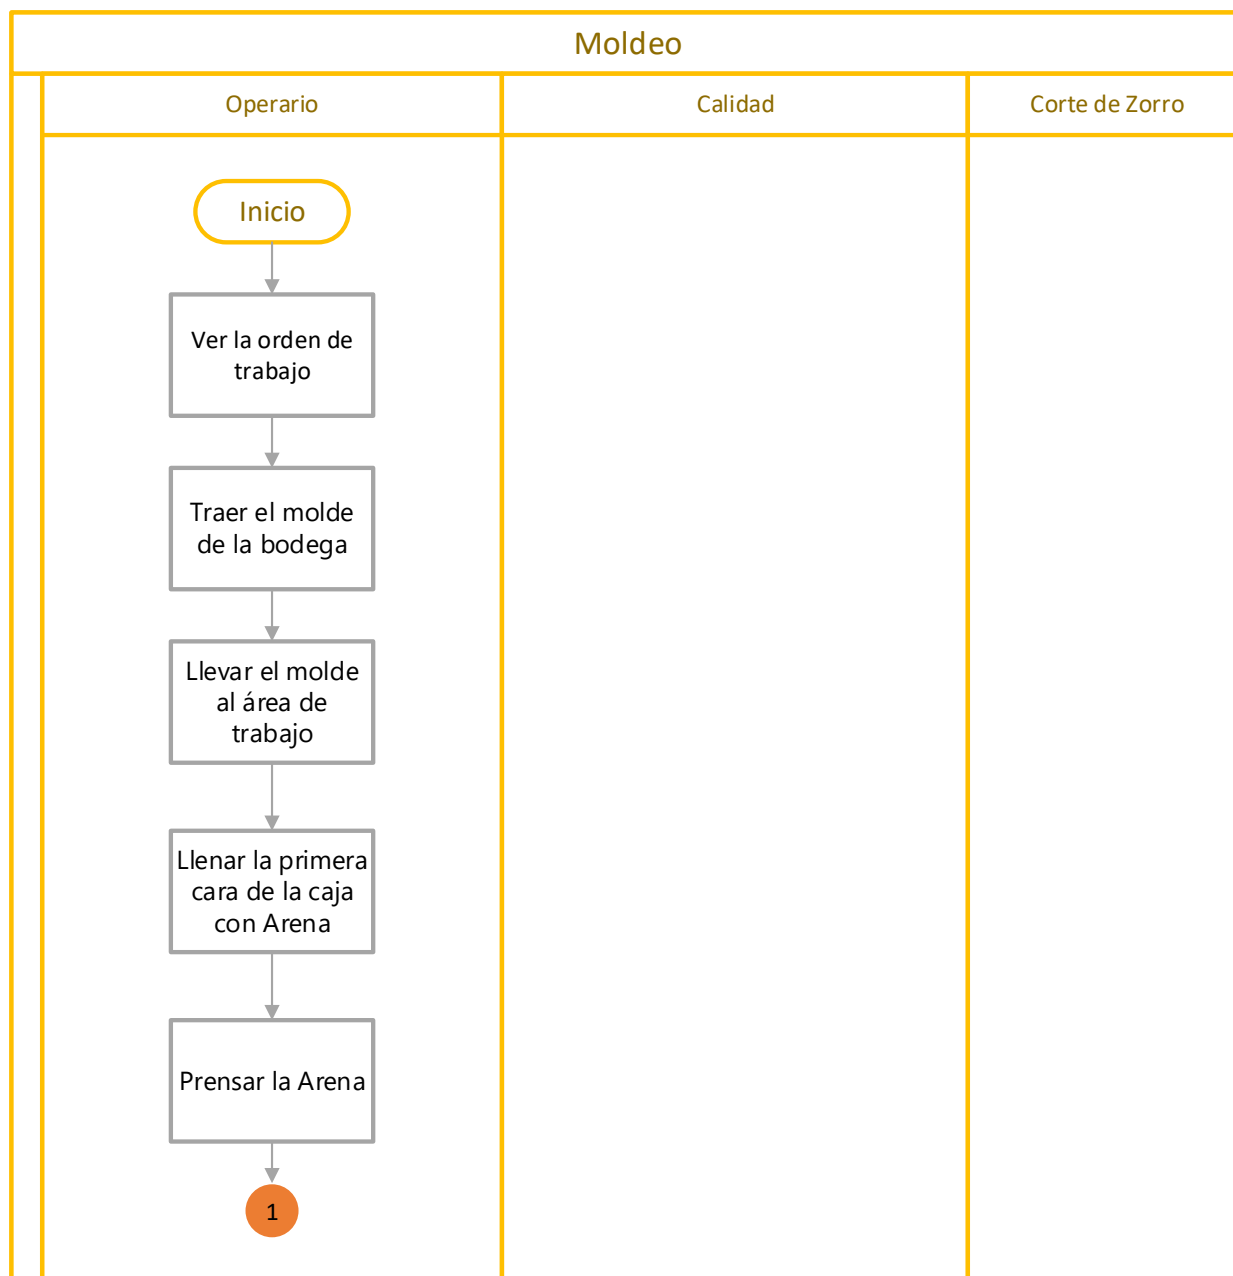 Moldeo
Operario
Calidad
Corte de Zorro
Inicio
Ver la orden de
trabajo
Traer el molde
de la bodega
Llevar el molde
al área de
trabajo
Llenar la primera
cara de la caja
con Arena
Prensar la Arena
1